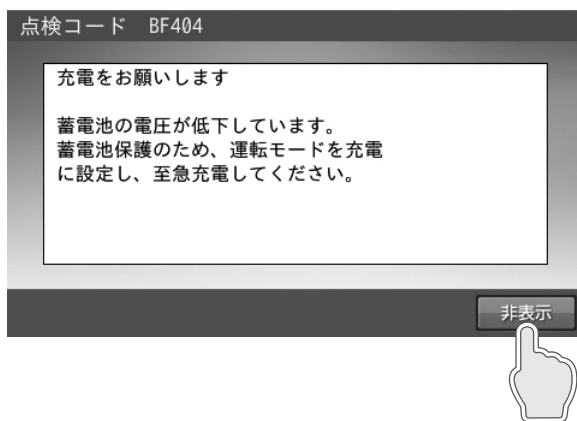 点検コード BF404
充電をお願いします
蓄電池の電圧が低下しています。
蓄電池保護のため、運転モードを充電
に設定し、至急充電してください。
非表示